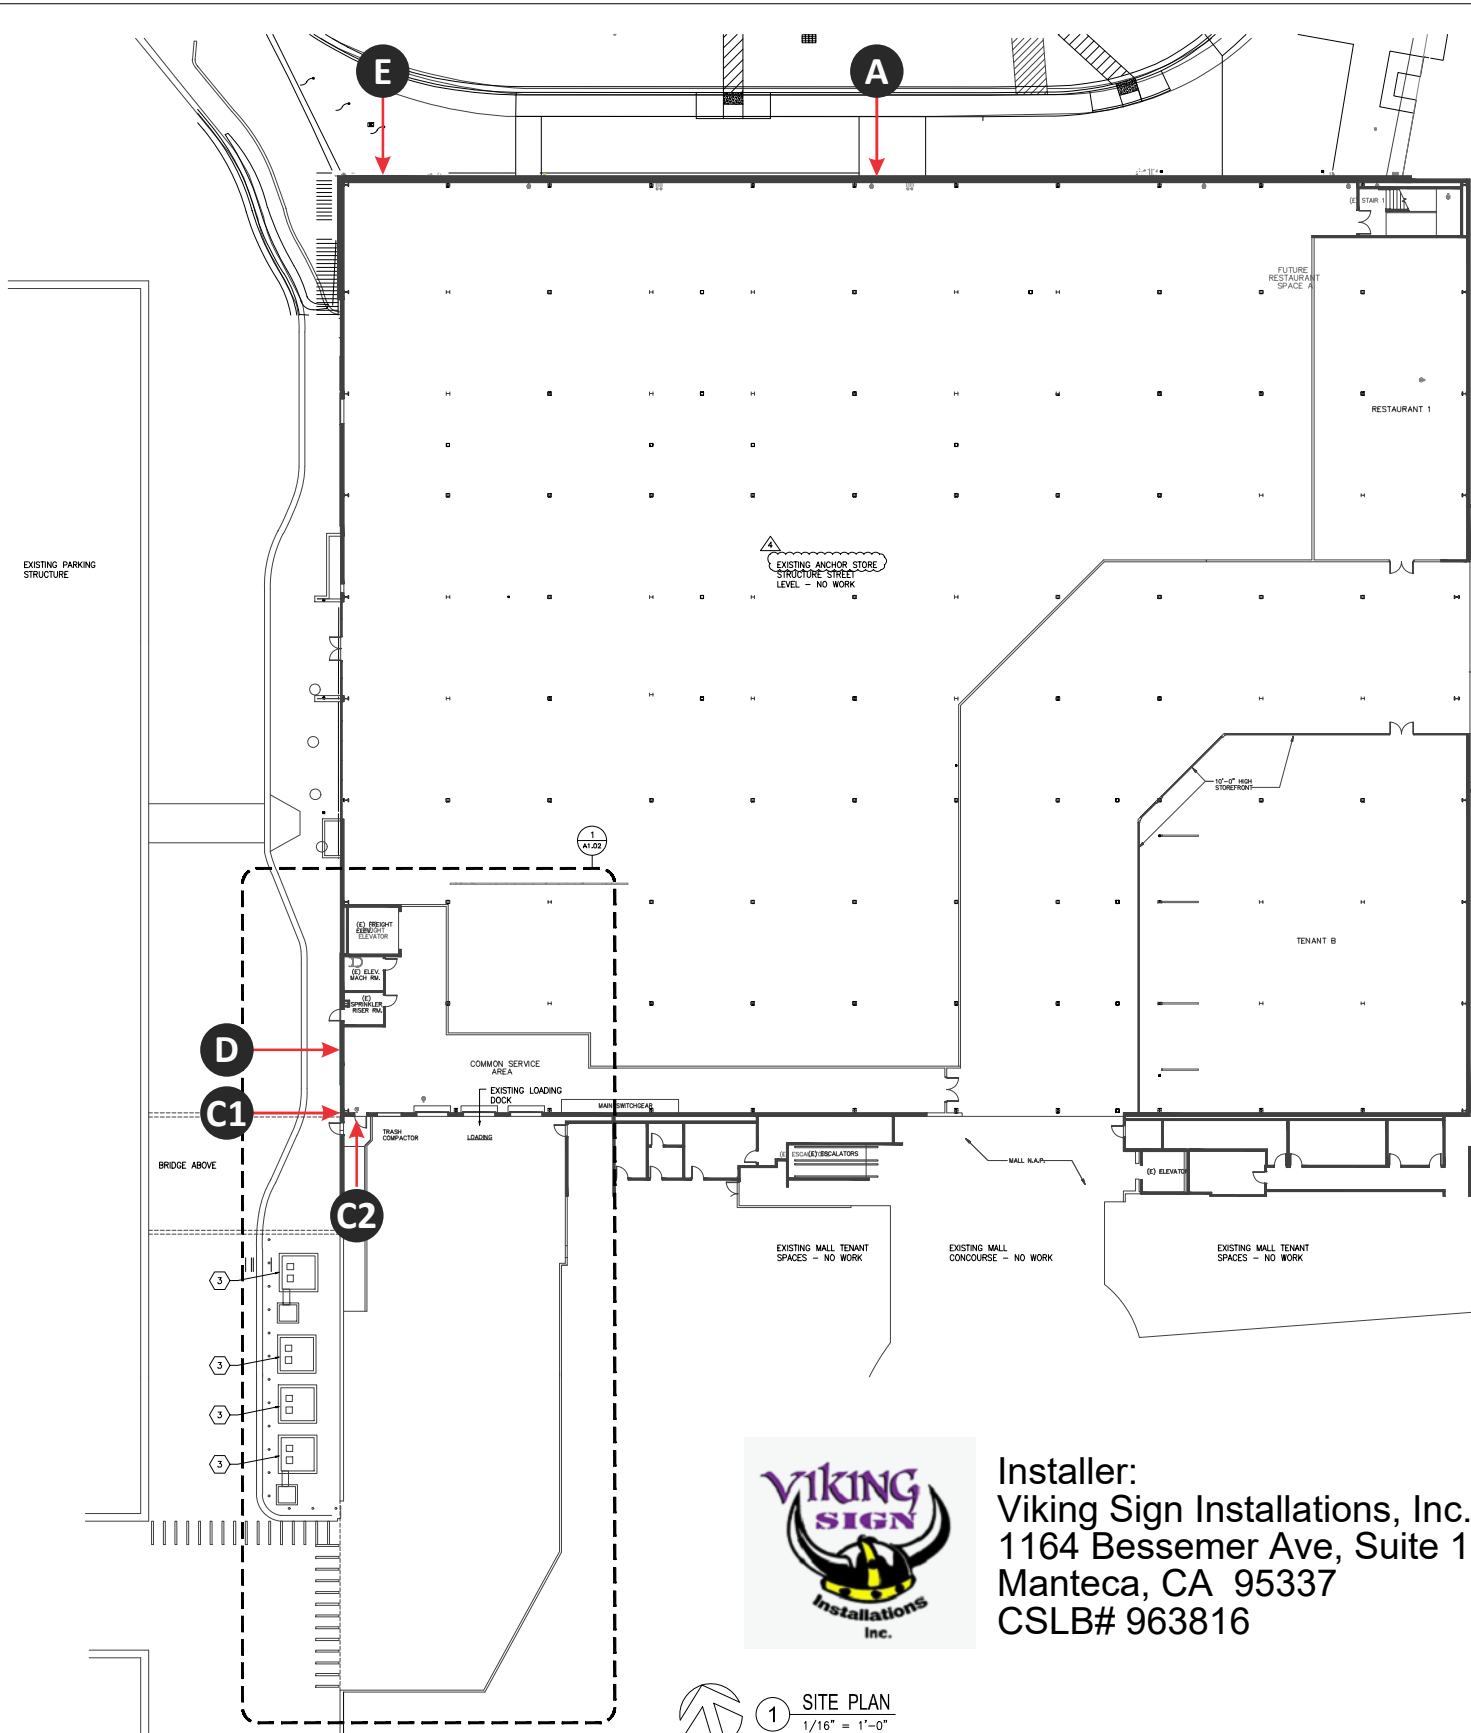 E
A
(E) STAIR 1
FUTURE
RESTAURANT
SPACE A
RESTAURANT 1
EXISTING PARKING
STRUCTURE
4
EXISTING ANCHOR STORE
STRUCTURE STREET
LEVEL - NO WORK
10'-0" HIGH
STOREFRONT
1
A1.02
(E) FREIGHT
ELEVATOR
(E) ELEV.
MACH RM.
(E)
SPRINKLER
RISER RM.
TENANT B
D
COMMON SERVICE
AREA
EXISTING LOADING
DOCK
MAIN SWITCHGEAR
C1
TRASH
COMPACTOR
LOADING
(E) ESCALATORS
MALL N.A.P.
(E) ELEVATOR
BRIDGE ABOVE
C2
EXISTING MALL TENANT
SPACES - NO WORK
EXISTING MALL
CONCOURSE - NO WORK
EXISTING MALL TENANT
SPACES - NO WORK
3
3
3
3
VIKING
SIGN
Installations
Inc.
Installer:
Viking Sign Installations, Inc.
1164 Bessemer Ave, Suite 1
Manteca, CA 95337
CSLB# 963816
1
SITE PLAN
1/16" = 1'-0"